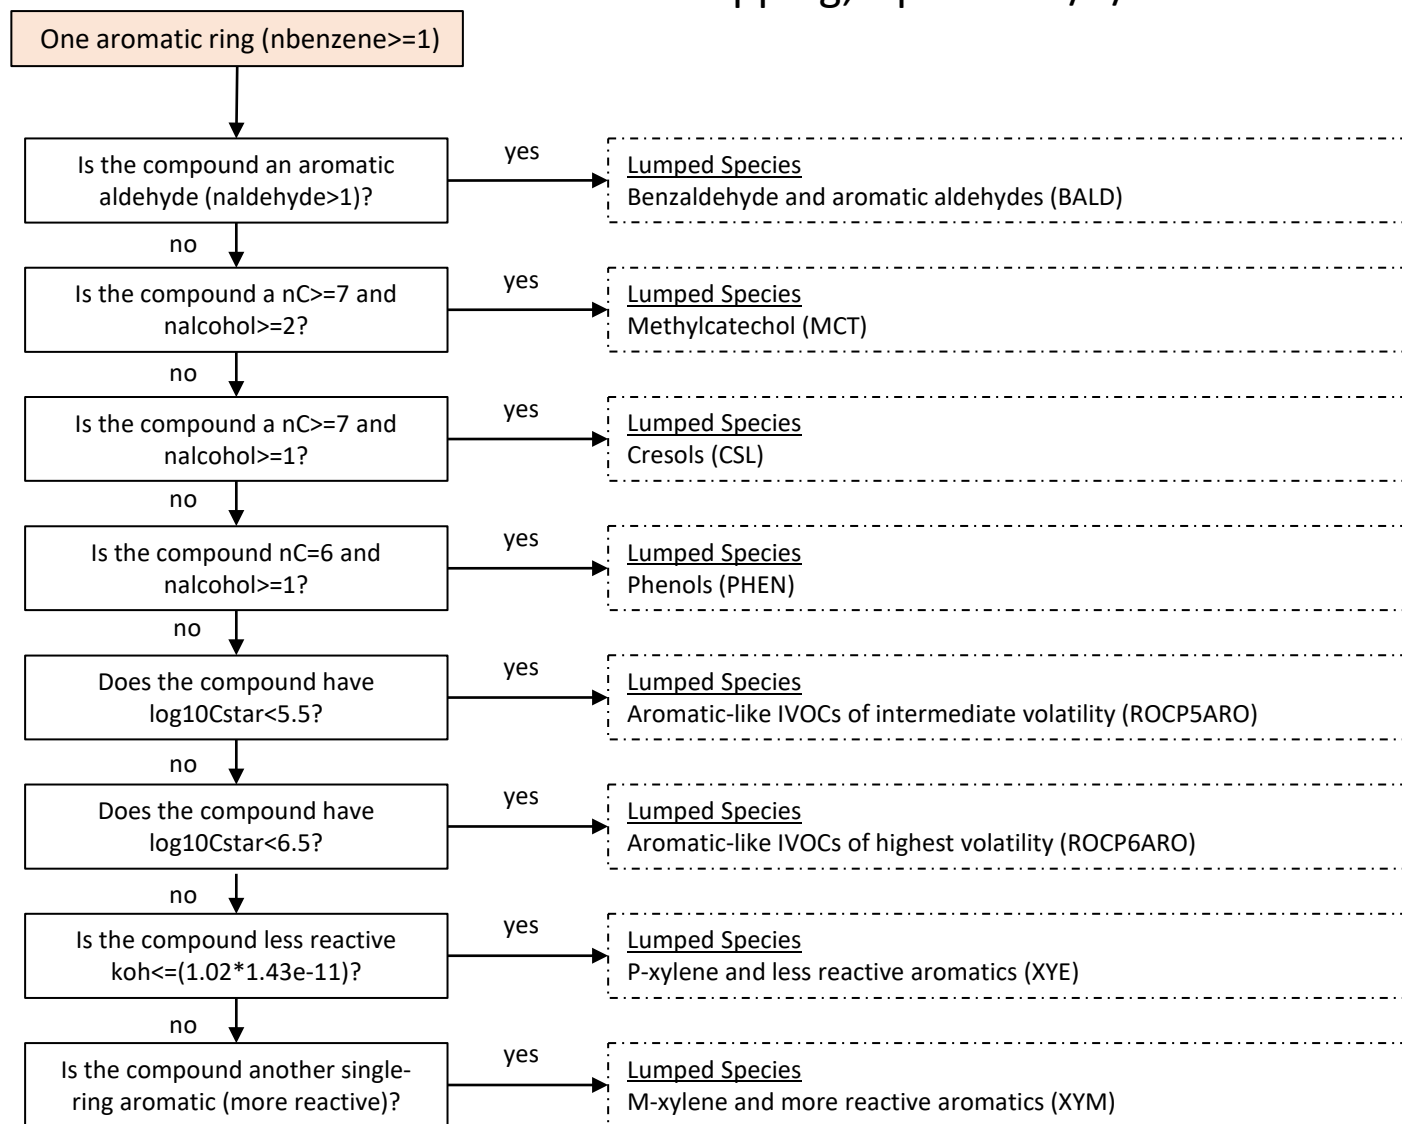 One aromatic ring (nbenzene>=1)
Is the compound an aromatic
aldehyde (naldehyde>1)?
yes
Lumped Species
Benzaldehyde and aromatic aldehydes (BALD)
no
Is the compound a nC>=7 and
nalcohol>=2?
yes
Lumped Species
Methylcatechol (MCT)
no
Is the compound a nC>=7 and
nalcohol>=1?
yes
Lumped Species
Cresols (CSL)
no
Is the compound nC=6 and
nalcohol>=1?
yes
Lumped Species
Phenols (PHEN)
no
Does the compound have
log10Cstar<5.5?
yes
Lumped Species
Aromatic-like IVOCs of intermediate volatility (ROCP5ARO)
no
Does the compound have
log10Cstar<6.5?
yes
Lumped Species
Aromatic-like IVOCs of highest volatility (ROCP6ARO)
no
Is the compound less reactive
koh<=(1.02*1.43e-11)?
yes
Lumped Species
P-xylene and less reactive aromatics (XYE)
no
Is the compound another single-
ring aromatic (more reactive)?
yes
Lumped Species
M-xylene and more reactive aromatics (XYM)